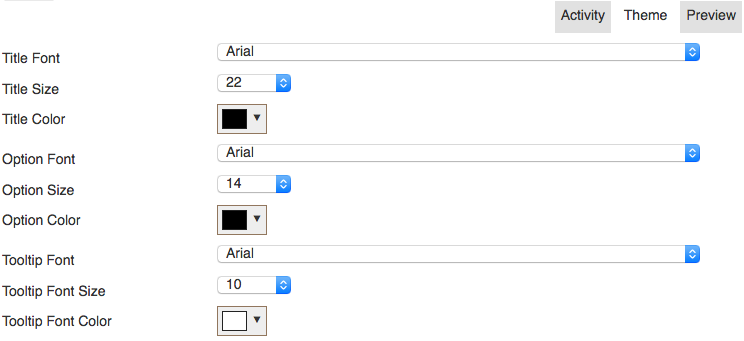 Activity Theme Preview
Title Font Arial
Title Size 22
Title Color
Option Font Arial
Option Size 14
Option Color
Tooltip Font Arial
Tooltip Font Size 10
Tooltip Font Color